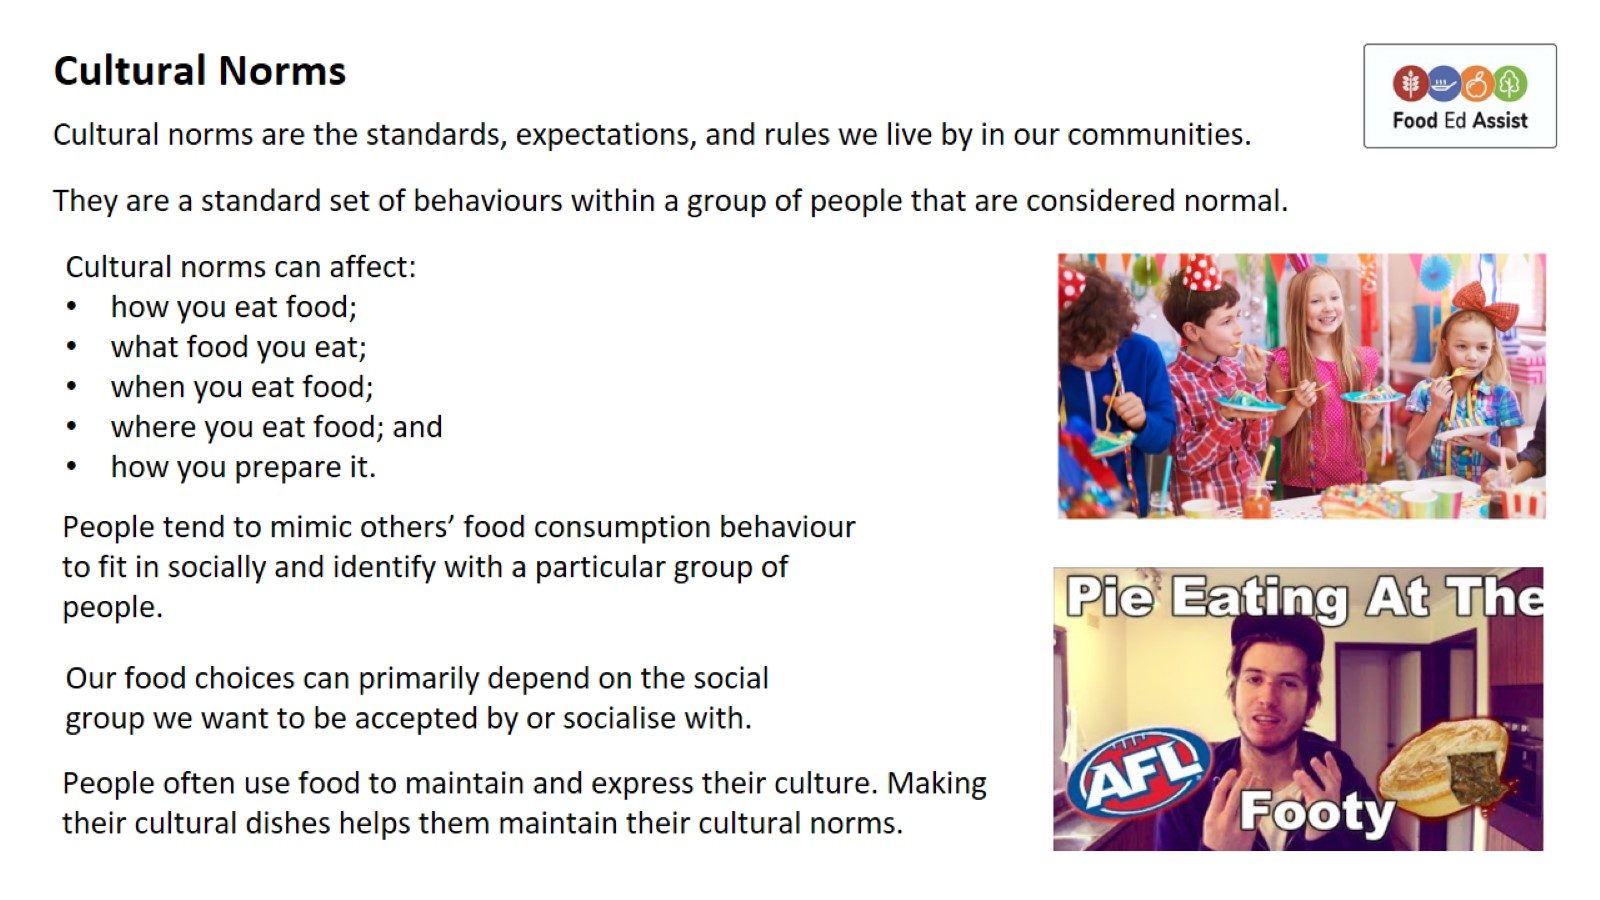 Cultural Norms
Food Ed Assist
Cultural norms are the standards, expectations, and rules we live by in our communities.
They are a standard set of behaviours within a group of people that are considered normal.
Cultural norms can affect:
• how you eat food;
• what food you eat;
• when you eat food;
• where you eat food; and
• how you prepare it.
People tend to mimic others’ food consumption behaviour
to fit in socially and identify with a particular group of
people.
Our food choices can primarily depend on the social
group we want to be accepted by or socialise with.
People often use food to maintain and express their culture. Making
their cultural dishes helps them maintain their cultural norms.
Pie Eating At The
AFL
Footy